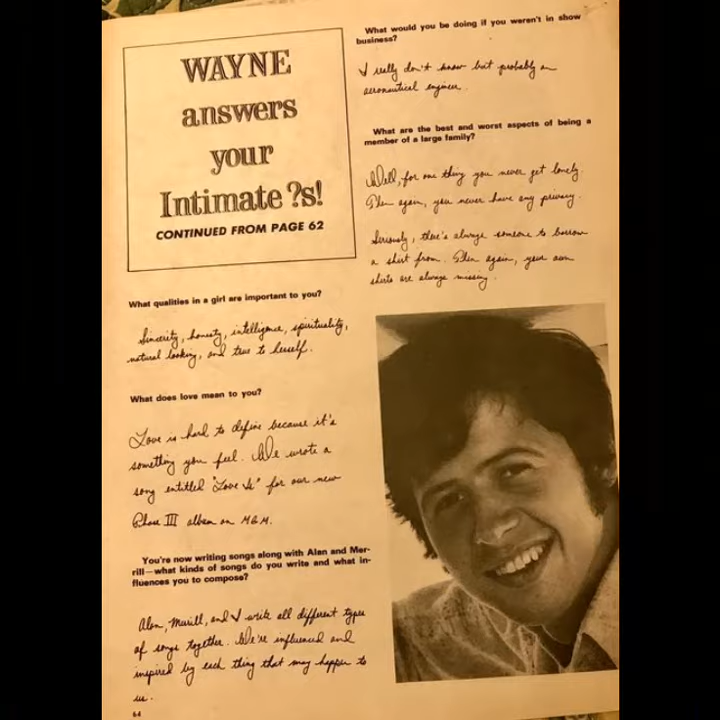 WAYNE
answers
your
Intimate ?s!
CONTINUED FROM PAGE 62
What qualities in a girl are important to you?
Sincerity, honesty, intelligence, spirituality,
natural looking, and true to herself.
What does love mean to you?
Love is hard to define because it's
something you feel. We wrote a
song entitled "Love Is" for our new
Phase III album on MGM.
You're now writing songs along with Alan and Mer-
rill—what kinds of songs do you write and what in-
fluences you to compose?
Alan, Merrill, and I write all different types
of songs together. We're influenced and
inspired by each thing that may happen to
us.
64
What would you be doing if you weren't in show
business?
I really don't know but probably an
aeronautical engineer.
What are the best and worst aspects of being a
member of a large family?
Well, for one thing you never get lonely.
Then again, you never have any privacy.
Seriously, there's always someone to borrow
a shirt from. Then again, your own
shirts are always missing.